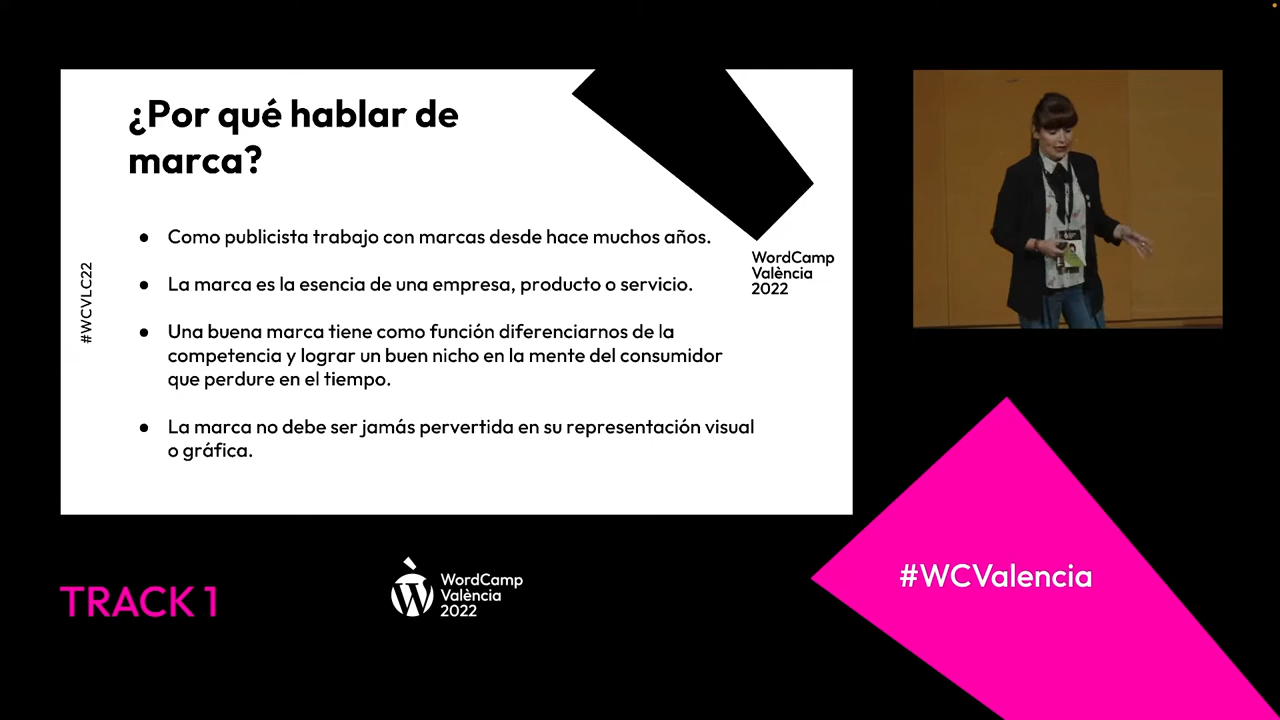 ¿Por qué hablar de
marca?
● Como publicista trabajo con marcas desde hace muchos años.
● La marca es la esencia de una empresa, producto o servicio.
● Una buena marca tiene como función diferenciarnos de la
competencia y lograr un buen nicho en la mente del consumidor
que perdure en el tiempo.
● La marca no debe ser jamás pervertida en su representación visual
o gráfica.
#WCVLC22
WordCamp
València
2022
TRACK 1
WordCamp
València
2022
#WCValencia